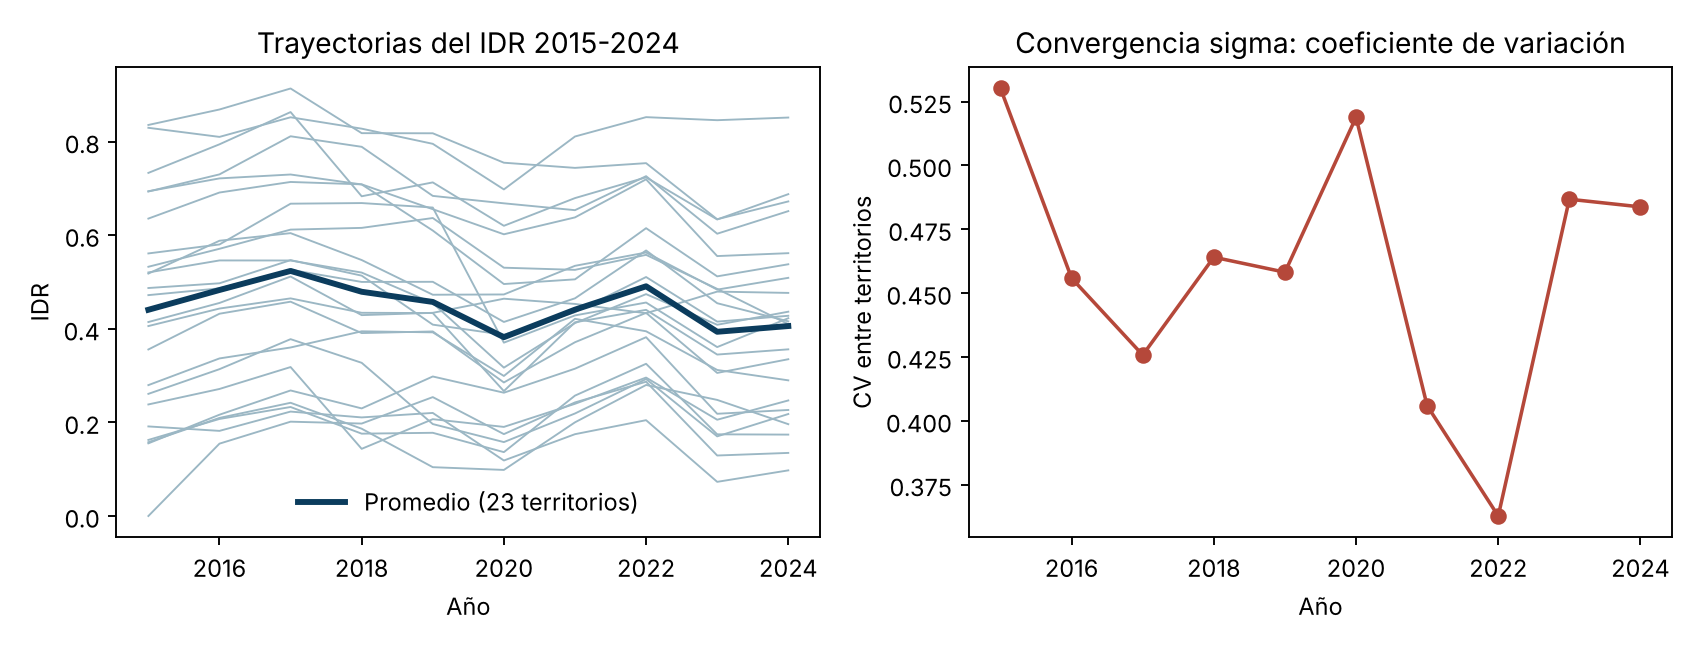 Trayectorias del IDR 2015-2024
IDR
0.8
0.6
0.4
0.2
0.0
Promedio (23 territorios)
2016 2018 2020 2022 2024
Año
Convergencia sigma: coeficiente de variación
CV entre territorios
0.525
0.500
0.475
0.450
0.425
0.400
0.375
2016 2018 2020 2022 2024
Año